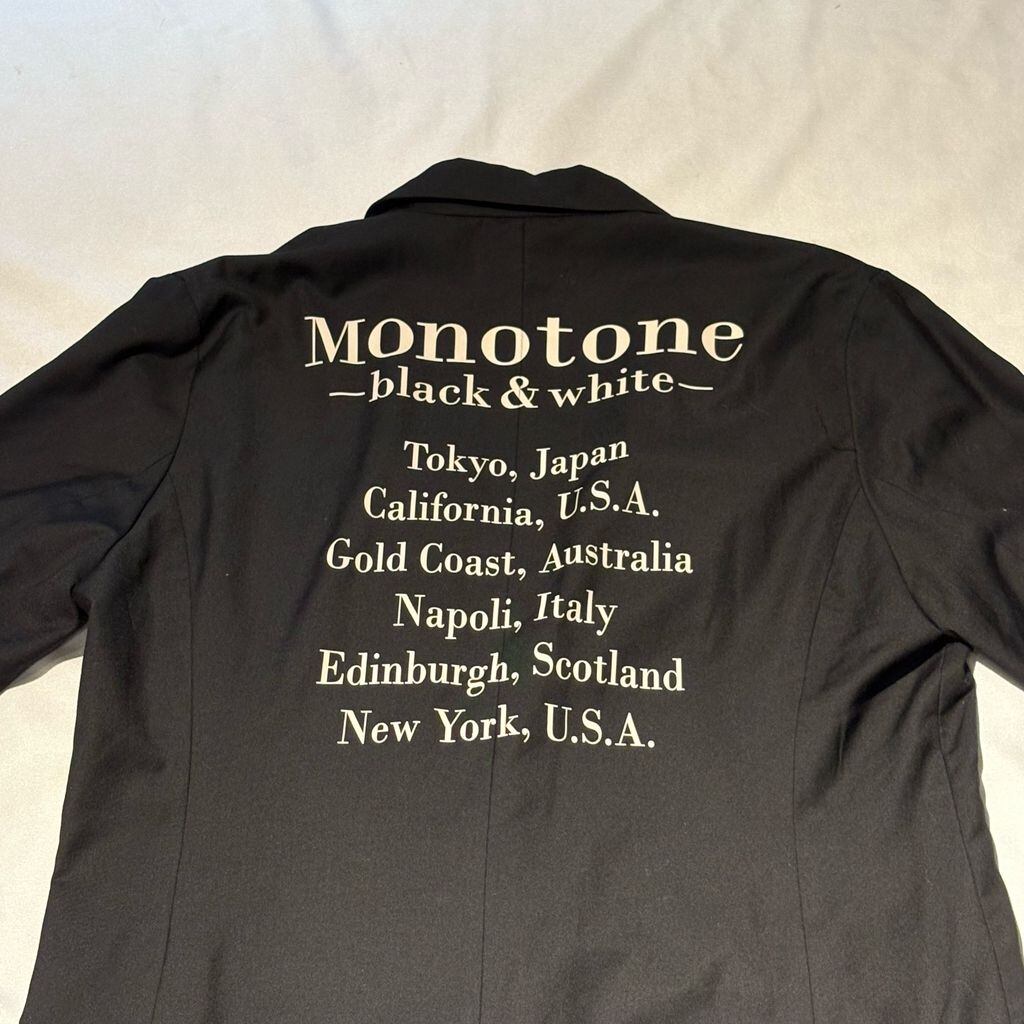 Monotone
—black & white—
Tokyo, Japan
California, U.S.A.
Gold Coast, Australia
Napoli, Italy
Edinburgh, Scotland
New York, U.S.A.